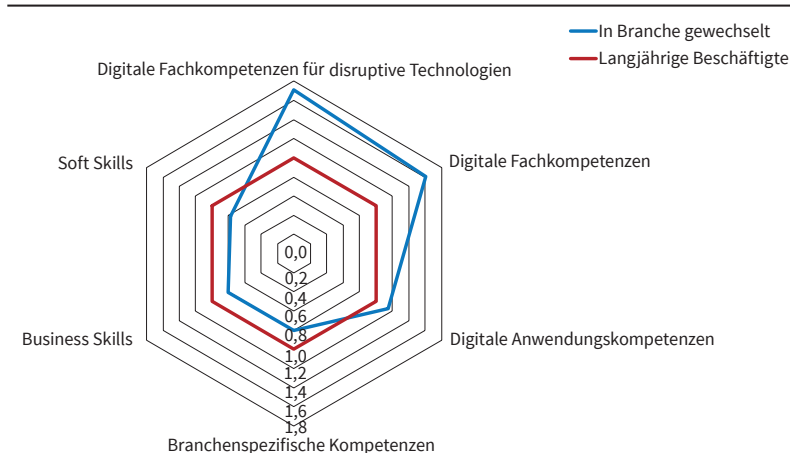 In Branche gewechselt
Langjährige Beschäftigte
Digitale Fachkompetenzen für disruptive Technologien
Soft Skills
Digitale Fachkompetenzen
0,0
0,2
0,4
0,6
0,8
1,0
1,2
1,4
1,6
1,8
Business Skills
Digitale Anwendungskompetenzen
Branchenspezifische Kompetenzen